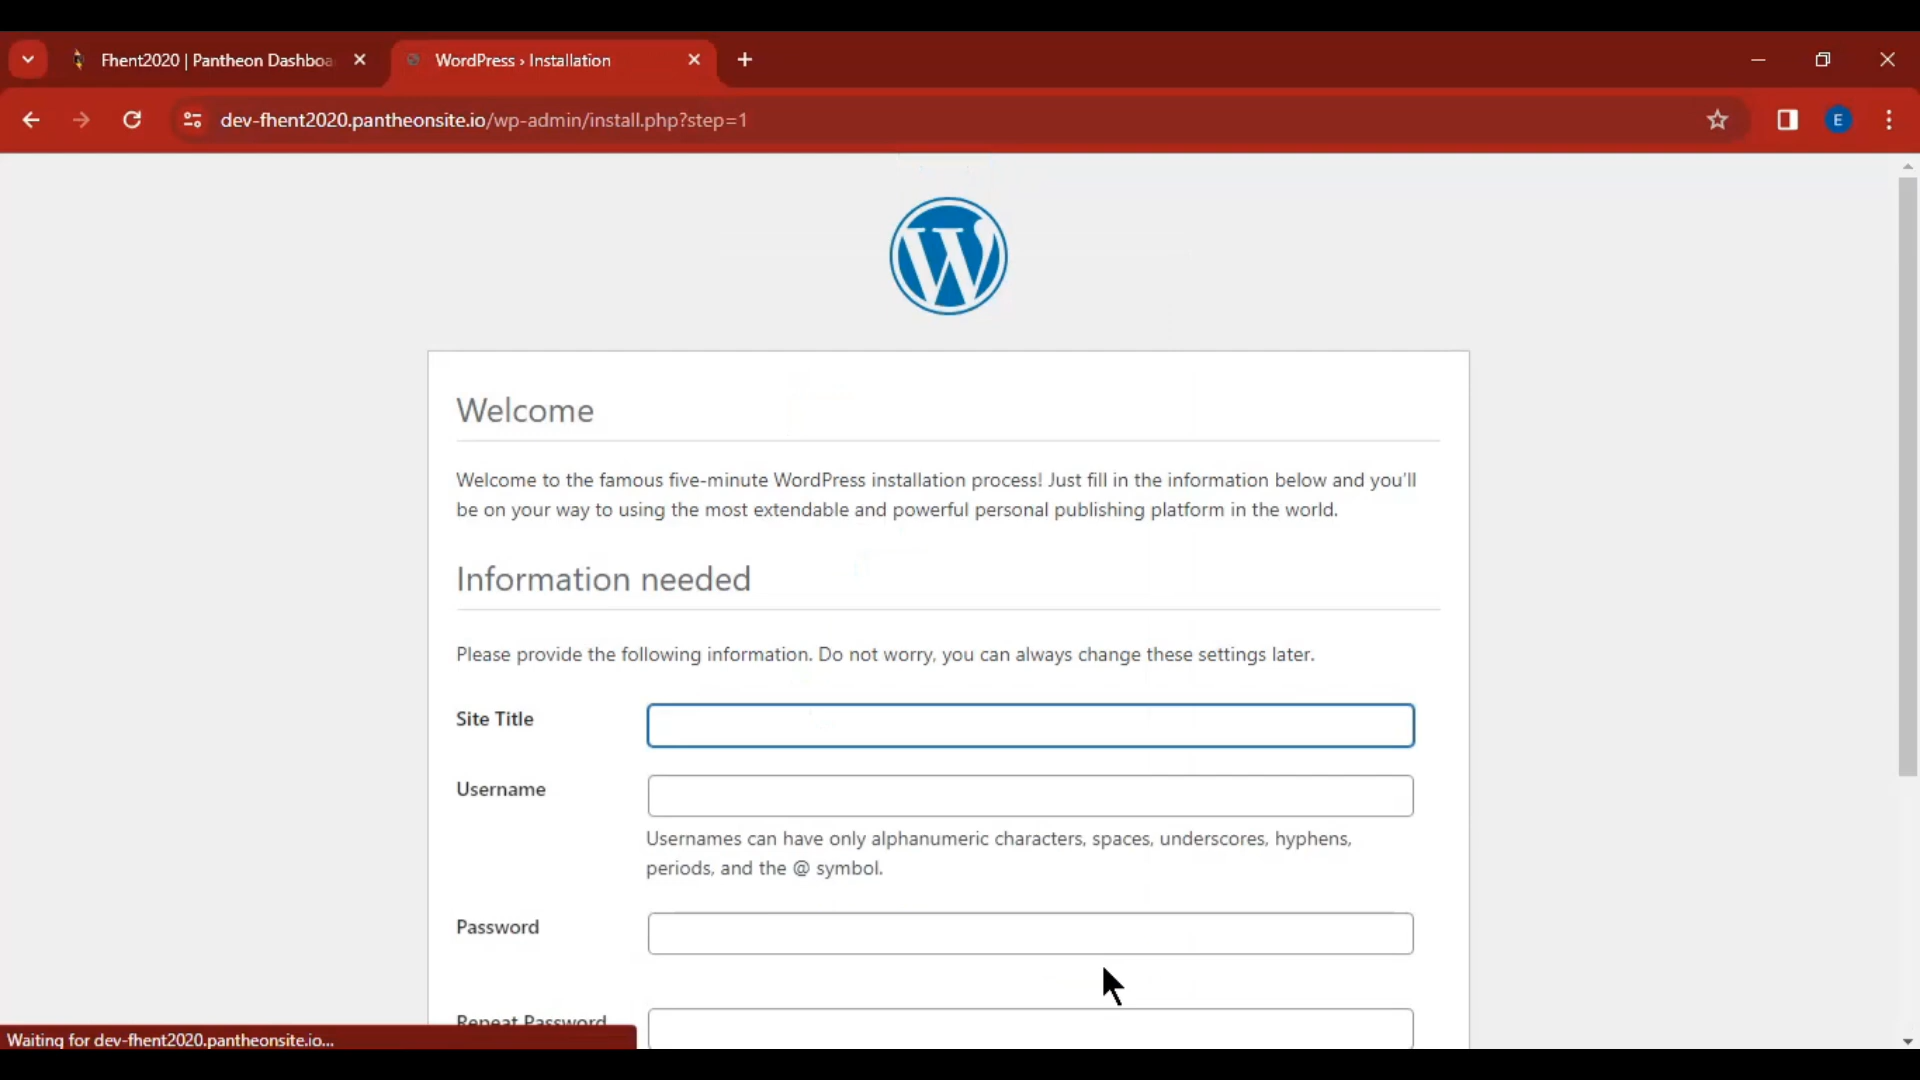 Fhent2020 | Pantheon Dashboa
WordPress › Installation
dev-fhent2020.pantheonsite.io/wp-admin/install.php?step=1
E
Welcome
Welcome to the famous five-minute WordPress installation process! Just fill in the information below and you'll
be on your way to using the most extendable and powerful personal publishing platform in the world.
Information needed
Please provide the following information. Do not worry, you can always change these settings later.
Site Title
Username
Usernames can have only alphanumeric characters, spaces, underscores, hyphens,
periods, and the @ symbol.
Password
Repeat Password
Waiting for dev-fhent2020.pantheonsite.io...